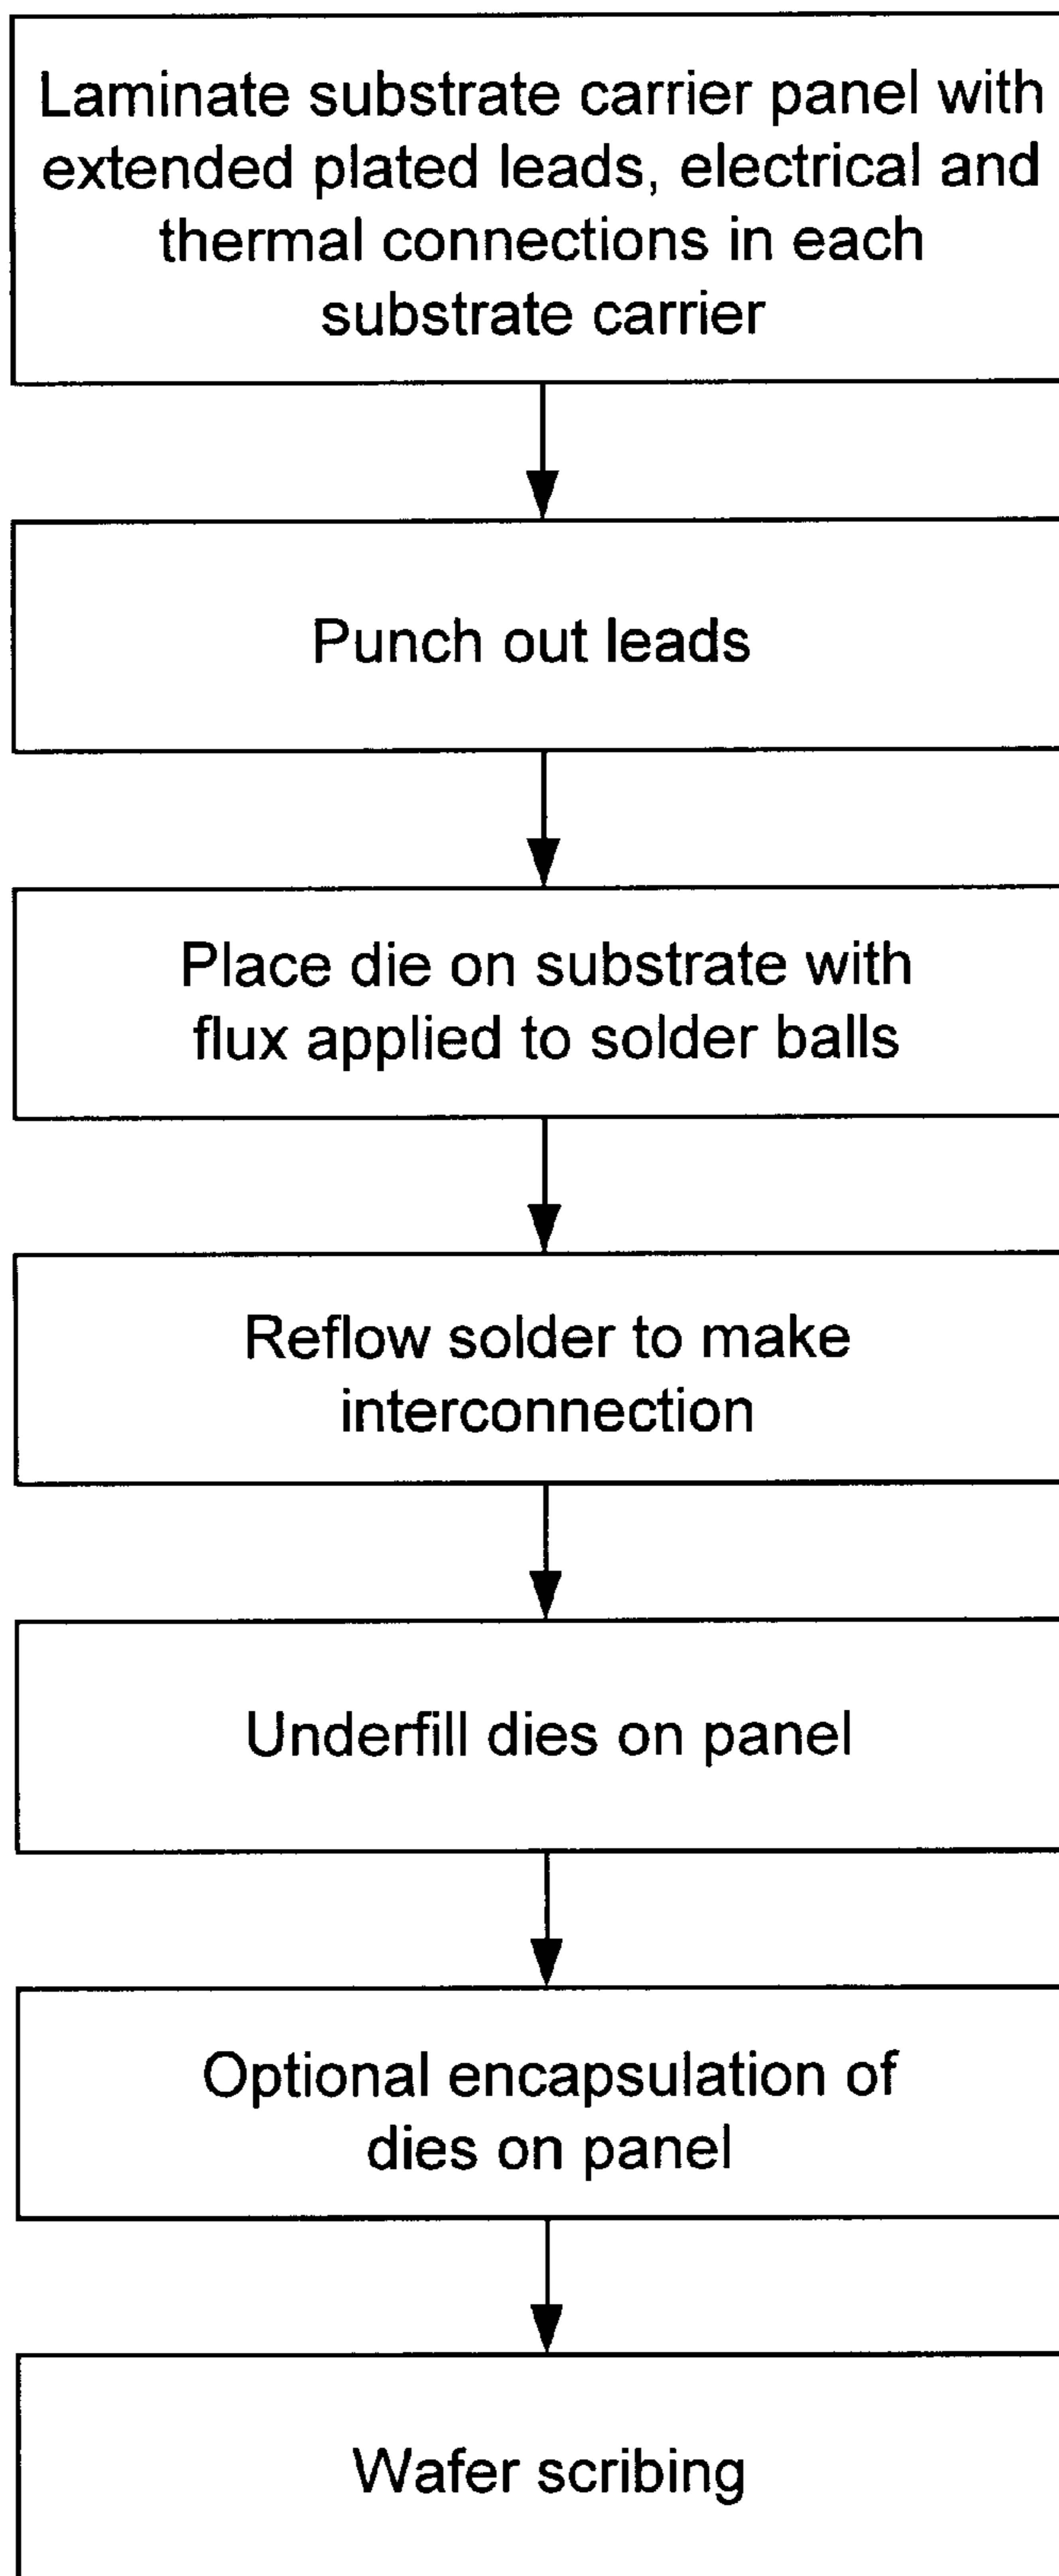 Laminate substrate carrier panel with
extended plated leads, electrical and
thermal connections in each
substrate carrier
Punch out leads
Place die on substrate with
flux applied to solder balls
Reflow solder to make
interconnection
Underfill dies on panel
Optional encapsulation of
dies on panel
Wafer scribing